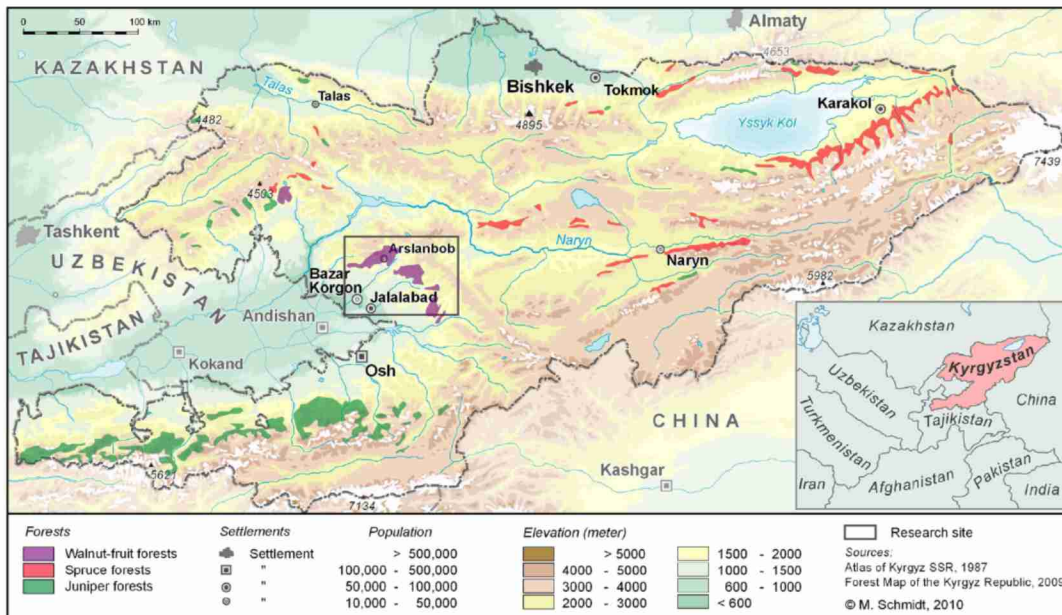 0 50 100 km
Almaty
KAZAKHSTAN
4653
Bishkek
Tokmok
Talas
Talas
Karakol
4895
Yssyk Köl
4482
7439
4503
Tashkent
Arslanbob
Naryn
Naryn
UZBEKISTAN
Bazar
Korgon
5982
Jalalabad
TAJIKISTAN
Andishan
Kokand
Osh
CHINA
Kashgar
5621
7134
Kazakhstan
Kyrgyzstan
Uzbekistan
China
Turkmenistan
Tajikistan
Iran
Afghanistan
Pakistan
India
Forests
Walnut-fruit forests
Spruce forests
Juniper forests
Settlements Population
Settlement > 500,000
" 100,000 - 500,000
" 50,000 - 100,000
" 10,000 - 50,000
Elevation (meter)
> 5000
4000 - 5000
3000 - 4000
2000 - 3000
1500 - 2000
1000 - 1500
600 - 1000
< 600
Research site
Sources:
Atlas of Kyrgyz SSR, 1987
Forest Map of the Kyrgyz Republic, 2009
© M. Schmidt, 2010